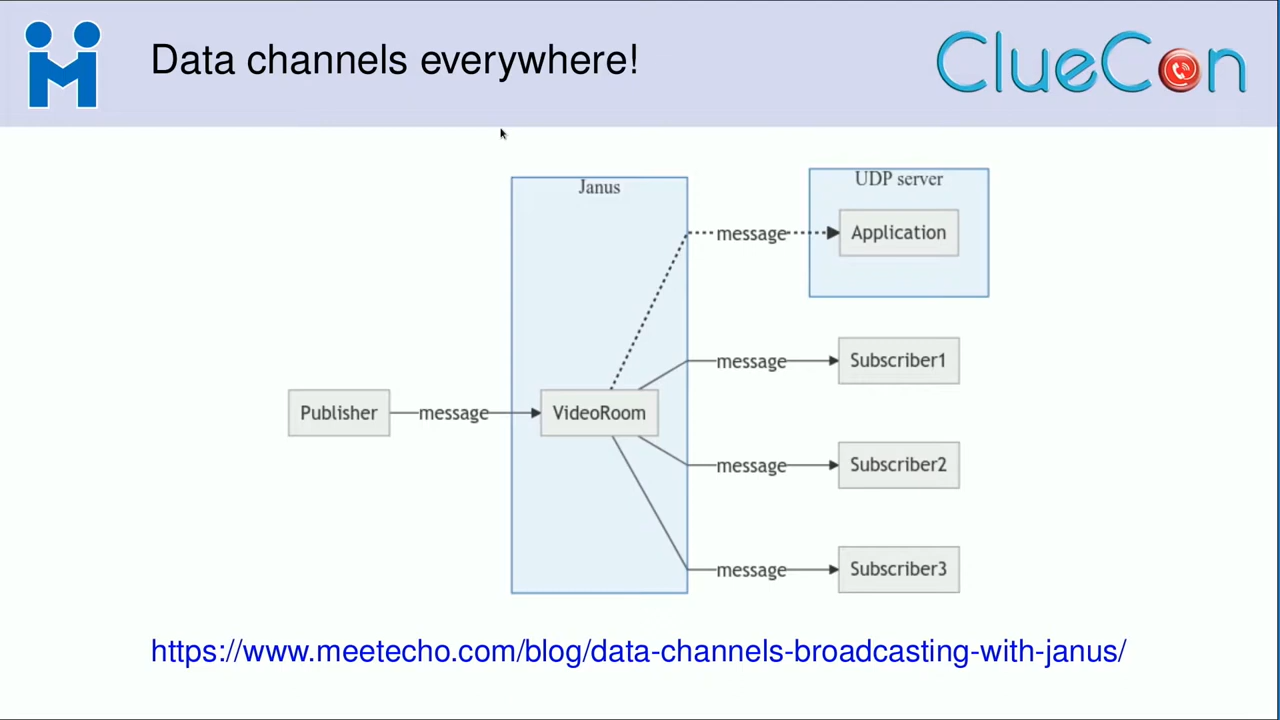 Data channels everywhere!
ClueCon
Janus
UDP server
message
Application
message
Subscriber1
Publisher
message
VideoRoom
message
Subscriber2
message
Subscriber3
https://www.meetecho.com/blog/data-channels-broadcasting-with-janus/